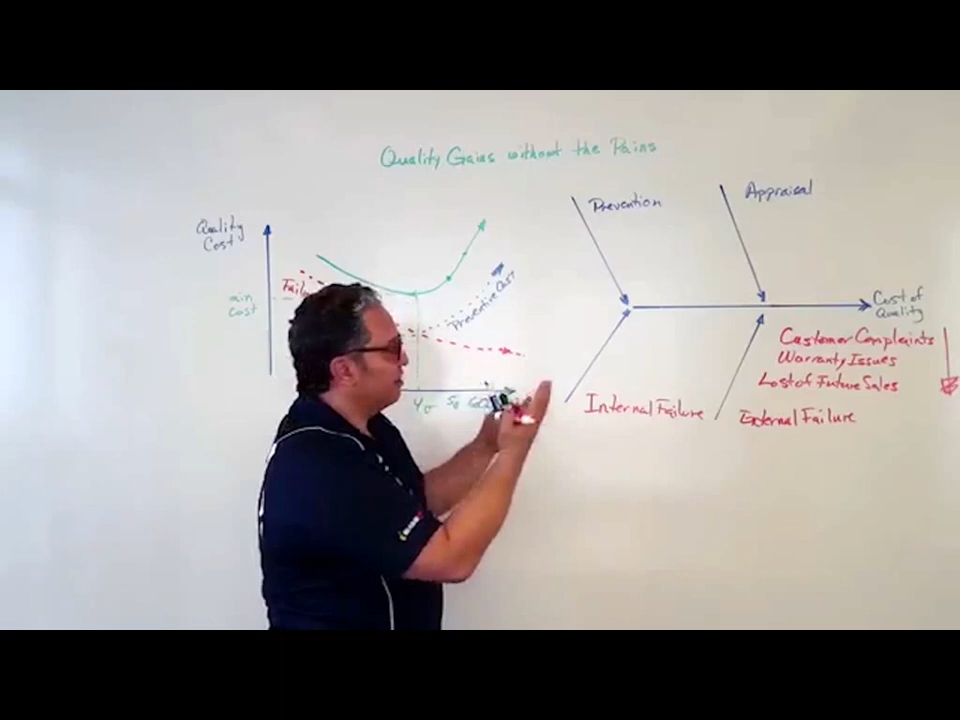 Quality Gains without the Pains
Quality
Cost
min
cost
Preventive Cost
4σ
Prevention
Appraisal
Cost of
Quality
Customer Complaints
Warranty Issues
Lost of Future Sales
Internal Failure
External Failure